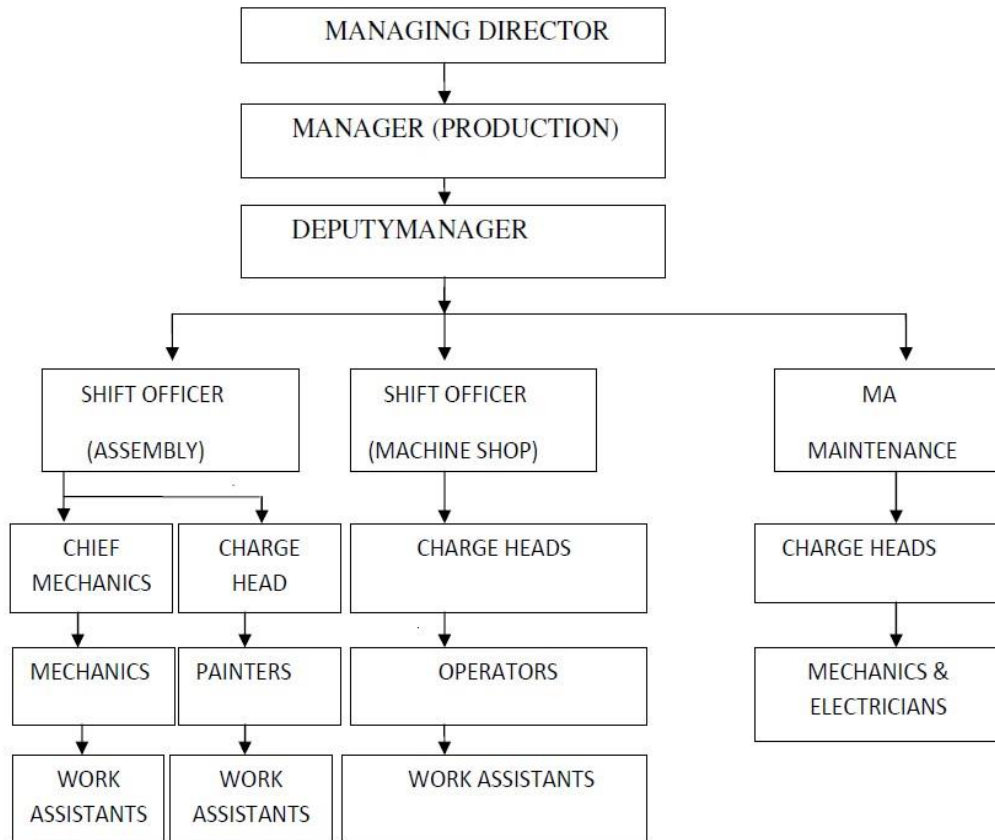 MANAGING DIRECTOR
MANAGER (PRODUCTION)
DEPUTYMANAGER
SHIFT OFFICER
(ASSEMBLY)
SHIFT OFFICER
(MACHINE SHOP)
MA
MAINTENANCE
CHIEF
MECHANICS
CHARGE
HEAD
CHARGE HEADS
CHARGE HEADS
MECHANICS
PAINTERS
OPERATORS
MECHANICS &
ELECTRICIANS
WORK
ASSISTANTS
WORK
ASSISTANTS
WORK ASSISTANTS